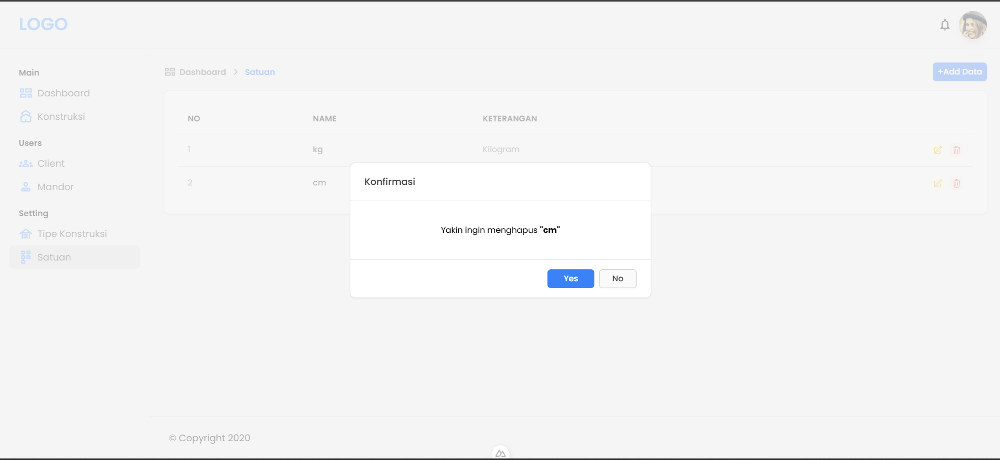 LOGO
Main
Dashboard
Konstruksi
Users
Client
Mandor
Setting
Tipe Konstruksi
Satuan
Dashboard > Satuan
+Add Data
NO NAME KETERANGAN
1 kg Kilogram
2 cm
Konfirmasi
Yakin ingin menghapus "cm"
Yes No
© Copyright 2020